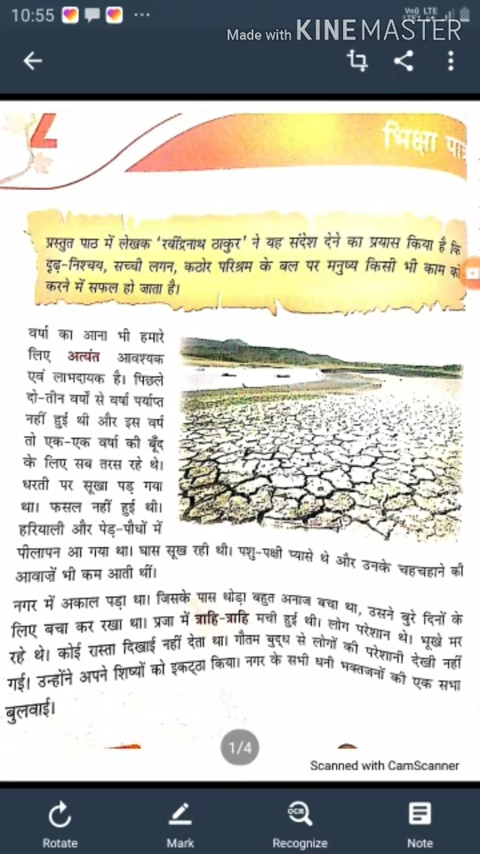 10:55
Voo LTE
Made with KINEMASTER
भिक्षा
प्रस्तुत पाठ में लेखक 'रबींद्रनाथ ठाकुर' ने यह संदेश देने का प्रयास किया है कि
दृढ़-निश्चय, सच्ची लगन, कठोर परिश्रम के बल पर मनुष्य किसी भी काम को
करने में सफल हो जाता है।
वर्षा का आना भी हमारे
लिए अत्यंत आवश्यक
एवं लाभदायक है। पिछले
दो-तीन वर्षों से वर्षा पर्याप्त
नहीं हुई थी और इस वर्ष
तो एक-एक वर्षा की बूँद
के लिए सब तरस रहे थे।
धरती पर सूखा पड़ गया
था। फसल नहीं हुई थी।
हरियाली और पेड़-पौधों में
पीलापन आ गया था। घास सूख रही थी। पशु-पक्षी प्यासे थे और उनके चहचहाने की
आवाज़ें भी कम आती थीं।
नगर में अकाल पड़ा था। जिसके पास थोड़ा बहुत अनाज बचा था, उसने बुरे दिनों के
लिए बचा कर रखा था। प्रजा में त्राहि-त्राहि मची हुई थी। लोग परेशान थे। भूखे मर
रहे थे। कोई रास्ता दिखाई नहीं देता था। गौतम बुद्ध से लोगों की परेशानी देखी नहीं
गई। उन्होंने अपने शिष्यों को इकट्ठा किया। नगर के सभी धनी भक्तजनों की एक सभा
बुलवाई।
1/4
Scanned with CamScanner
Rotate
Mark
OCR
Recognize
Note